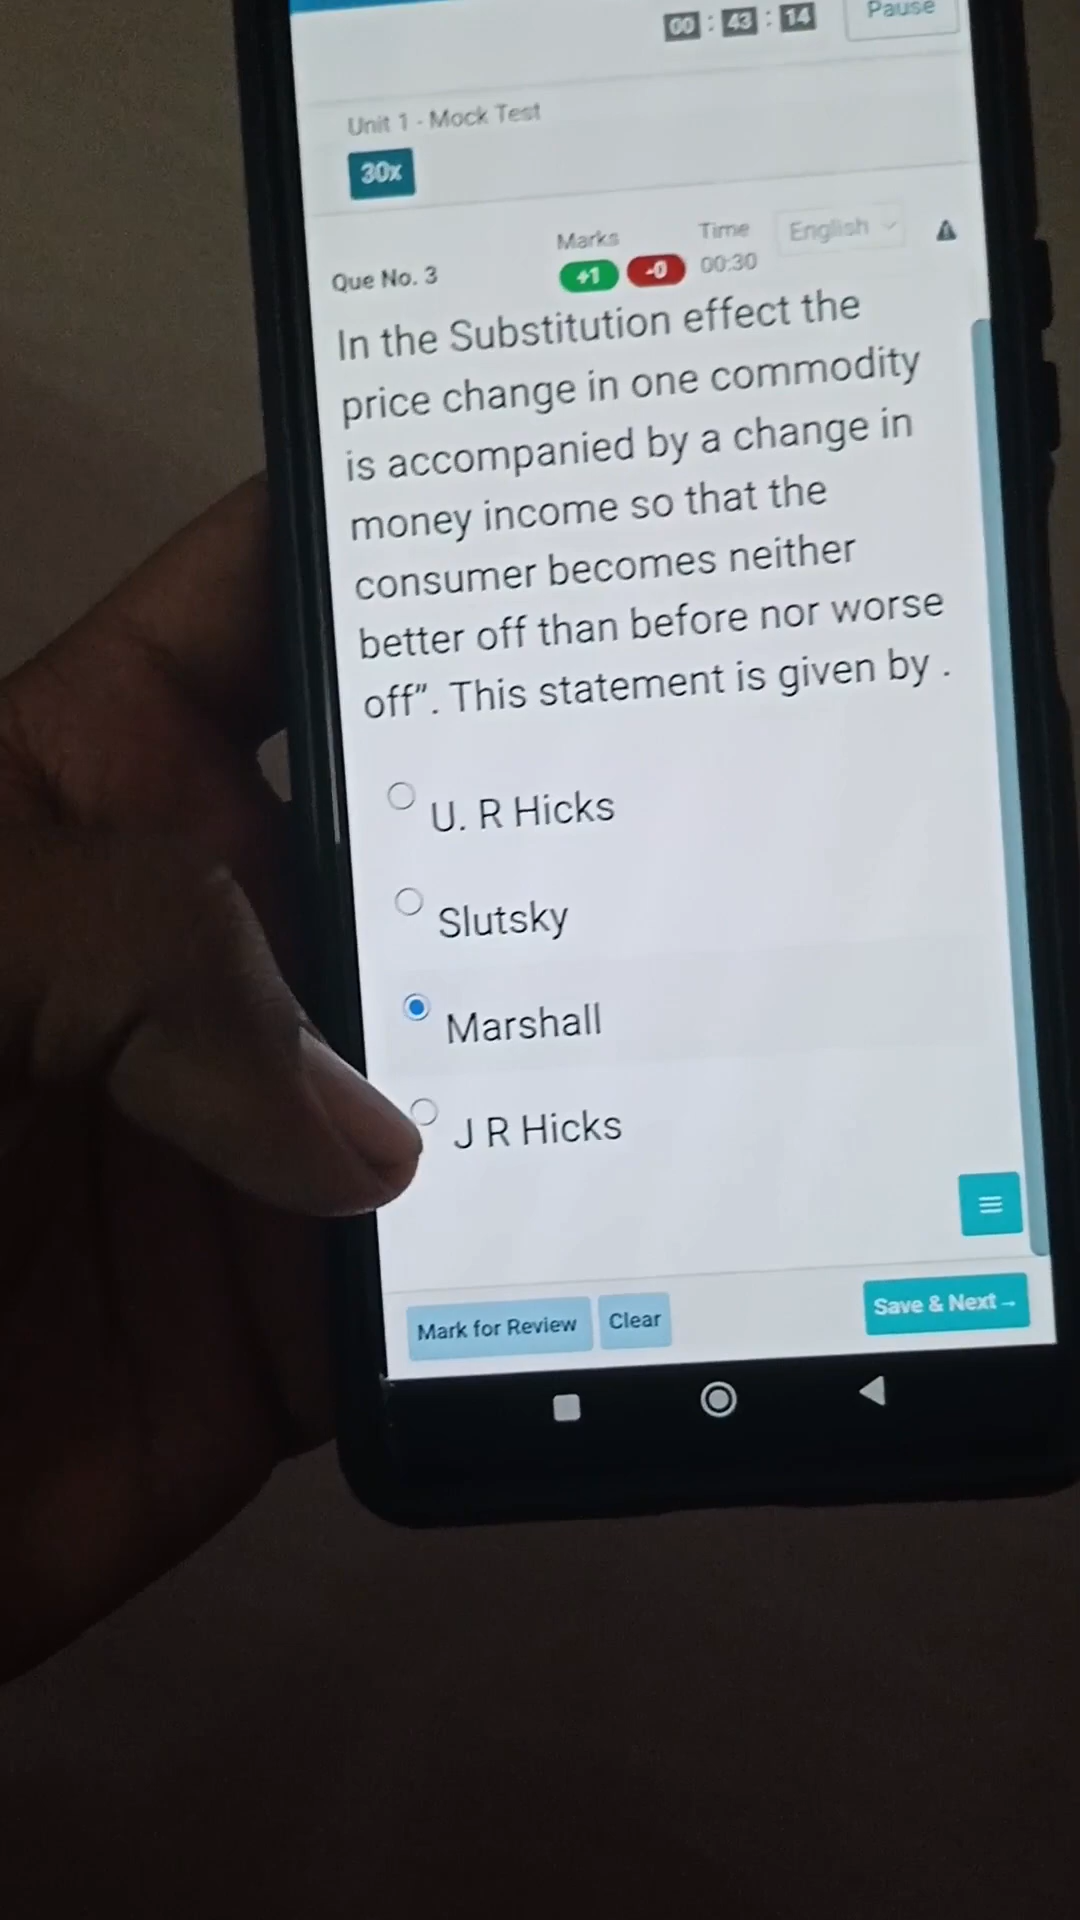 00 : 43 : 14
Pause
Unit 1 - Mock Test
30x
Marks
Time
English
Que No. 3
+1
-0
00:30
In the Substitution effect the
price change in one commodity
is accompanied by a change in
money income so that the
consumer becomes neither
better off than before nor worse
off”. This statement is given by .
U. R Hicks
Slutsky
Marshall
J R Hicks
Mark for Review
Clear
Save & Next→